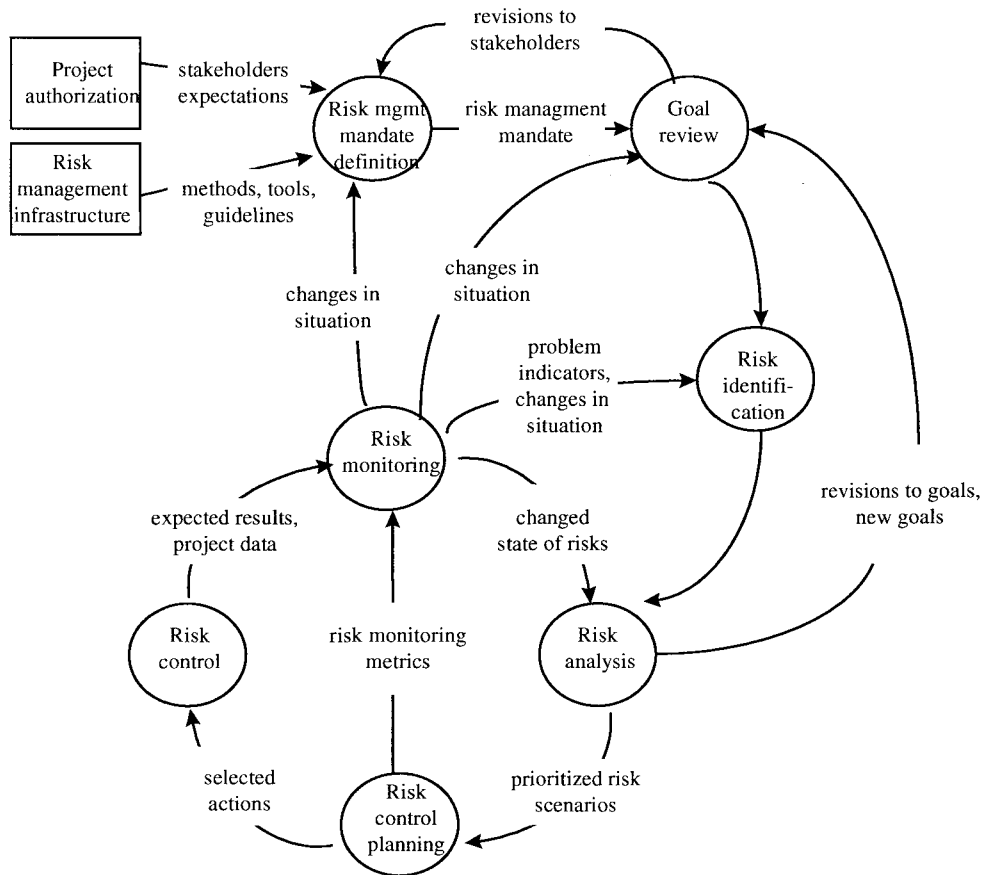 revisions to
stakeholders
Project
authorization
stakeholders
expectations
Risk mgmt
mandate
definition
risk managment
mandate
Goal
review
Risk
management
infrastructure
methods, tools,
guidelines
changes in
situation
changes in
situation
problem
indicators,
changes in
situation
Risk
identifi-
cation
Risk
monitoring
revisions to goals,
new goals
expected results,
project data
changed
state of risks
Risk
control
risk monitoring
metrics
Risk
analysis
selected
actions
Risk
control
planning
prioritized risk
scenarios